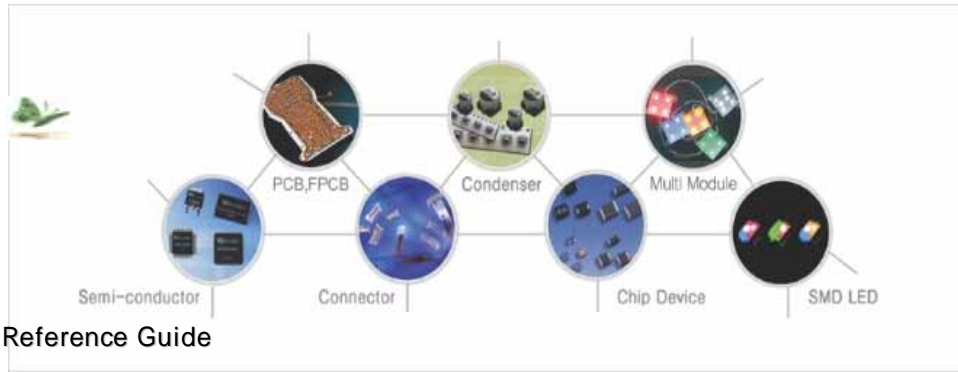 PCB,FPCB
Condenser
Multi Module
Semi-conductor
Connector
Chip Device
SMD LED
Reference Guide